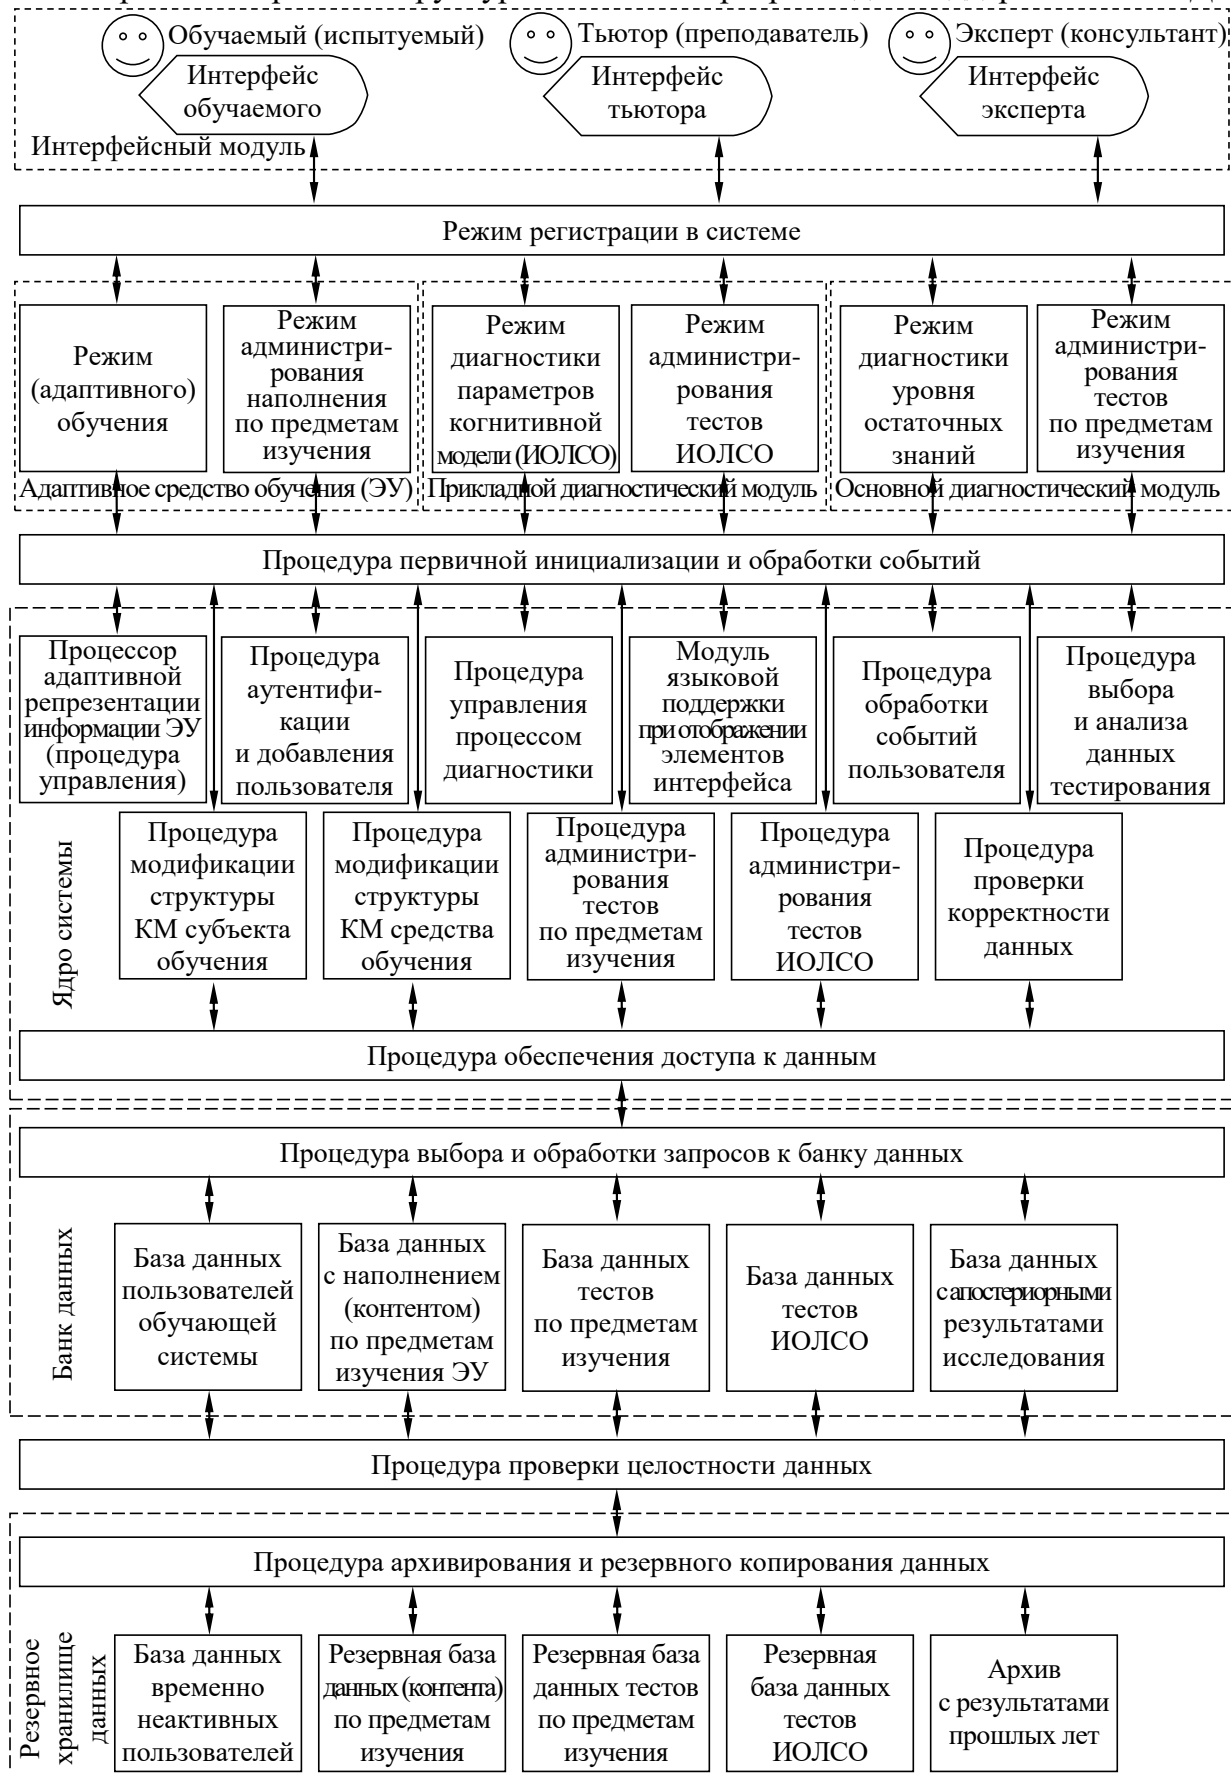 Обучаемый (испытуемый)
Тьютор (преподаватель)
Эксперт (консультант)
Интерфейс
обучаемого
Интерфейс
тьютора
Интерфейс
эксперта
Интерфейсный модуль
Режим регистрации в системе
Режим
(адаптивного)
обучения
Режим
администри-
рования
наполнения
по предметам
изучения
Режим
диагностики
параметров
когнитивной
модели (ИОЛСО)
Режим
администри-
рования
тестов
ИОЛСО
Режим
диагностики
уровня
остаточных
знаний
Режим
администри-
рования
тестов
по предметам
изучения
Адаптивное средство обучения (ЭУ)
Прикладной диагностический модуль
Основной диагностический модуль
Процедура первичной инициализации и обработки событий
Процессор
адаптивной
репрезентации
информации ЭУ
(процедура
управления)
Процедура
аутентифи-
кации
и добавления
пользователя
Процедура
управления
процессом
диагностики
Модуль
языковой
поддержки
при отображении
элементов
интерфейса
Процедура
обработки
событий
пользователя
Процедура
выбора
и анализа
данных
тестирования
Ядро системы
Процедура
модификации
структуры
КМ субъекта
обучения
Процедура
модификации
структуры
КМ средства
обучения
Процедура
администри-
рования
тестов
по предметам
изучения
Процедура
администри-
рования
тестов
ИОЛСО
Процедура
проверки
корректности
данных
Процедура обеспечения доступа к данным
Процедура выбора и обработки запросов к банку данных
Банк данных
База данных
пользователей
обучающей
системы
База данных
с наполнением
(контентом)
по предметам
изучения ЭУ
База данных
тестов
по предметам
изучения
База данных
тестов
ИОЛСО
База данных
с апостериорными
результатами
исследования
Процедура проверки целостности данных
Процедура архивирования и резервного копирования данных
Резервное
хранилище
данных
База данных
временно
неактивных
пользователей
Резервная база
данных (контента)
по предметам
изучения
Резервная база
данных тестов
по предметам
изучения
Резервная
база данных
тестов
ИОЛСО
Архив
с результатами
прошлых лет